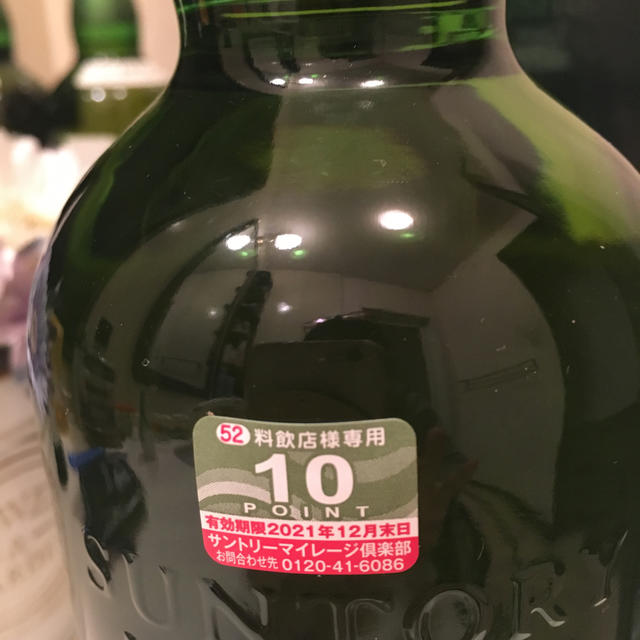 52 料飲店様専用
10
POINT
有効期限2021年12月末日
サントリーマイレージ倶楽部
お問合わせ先 0120-41-6086
SUNTORY